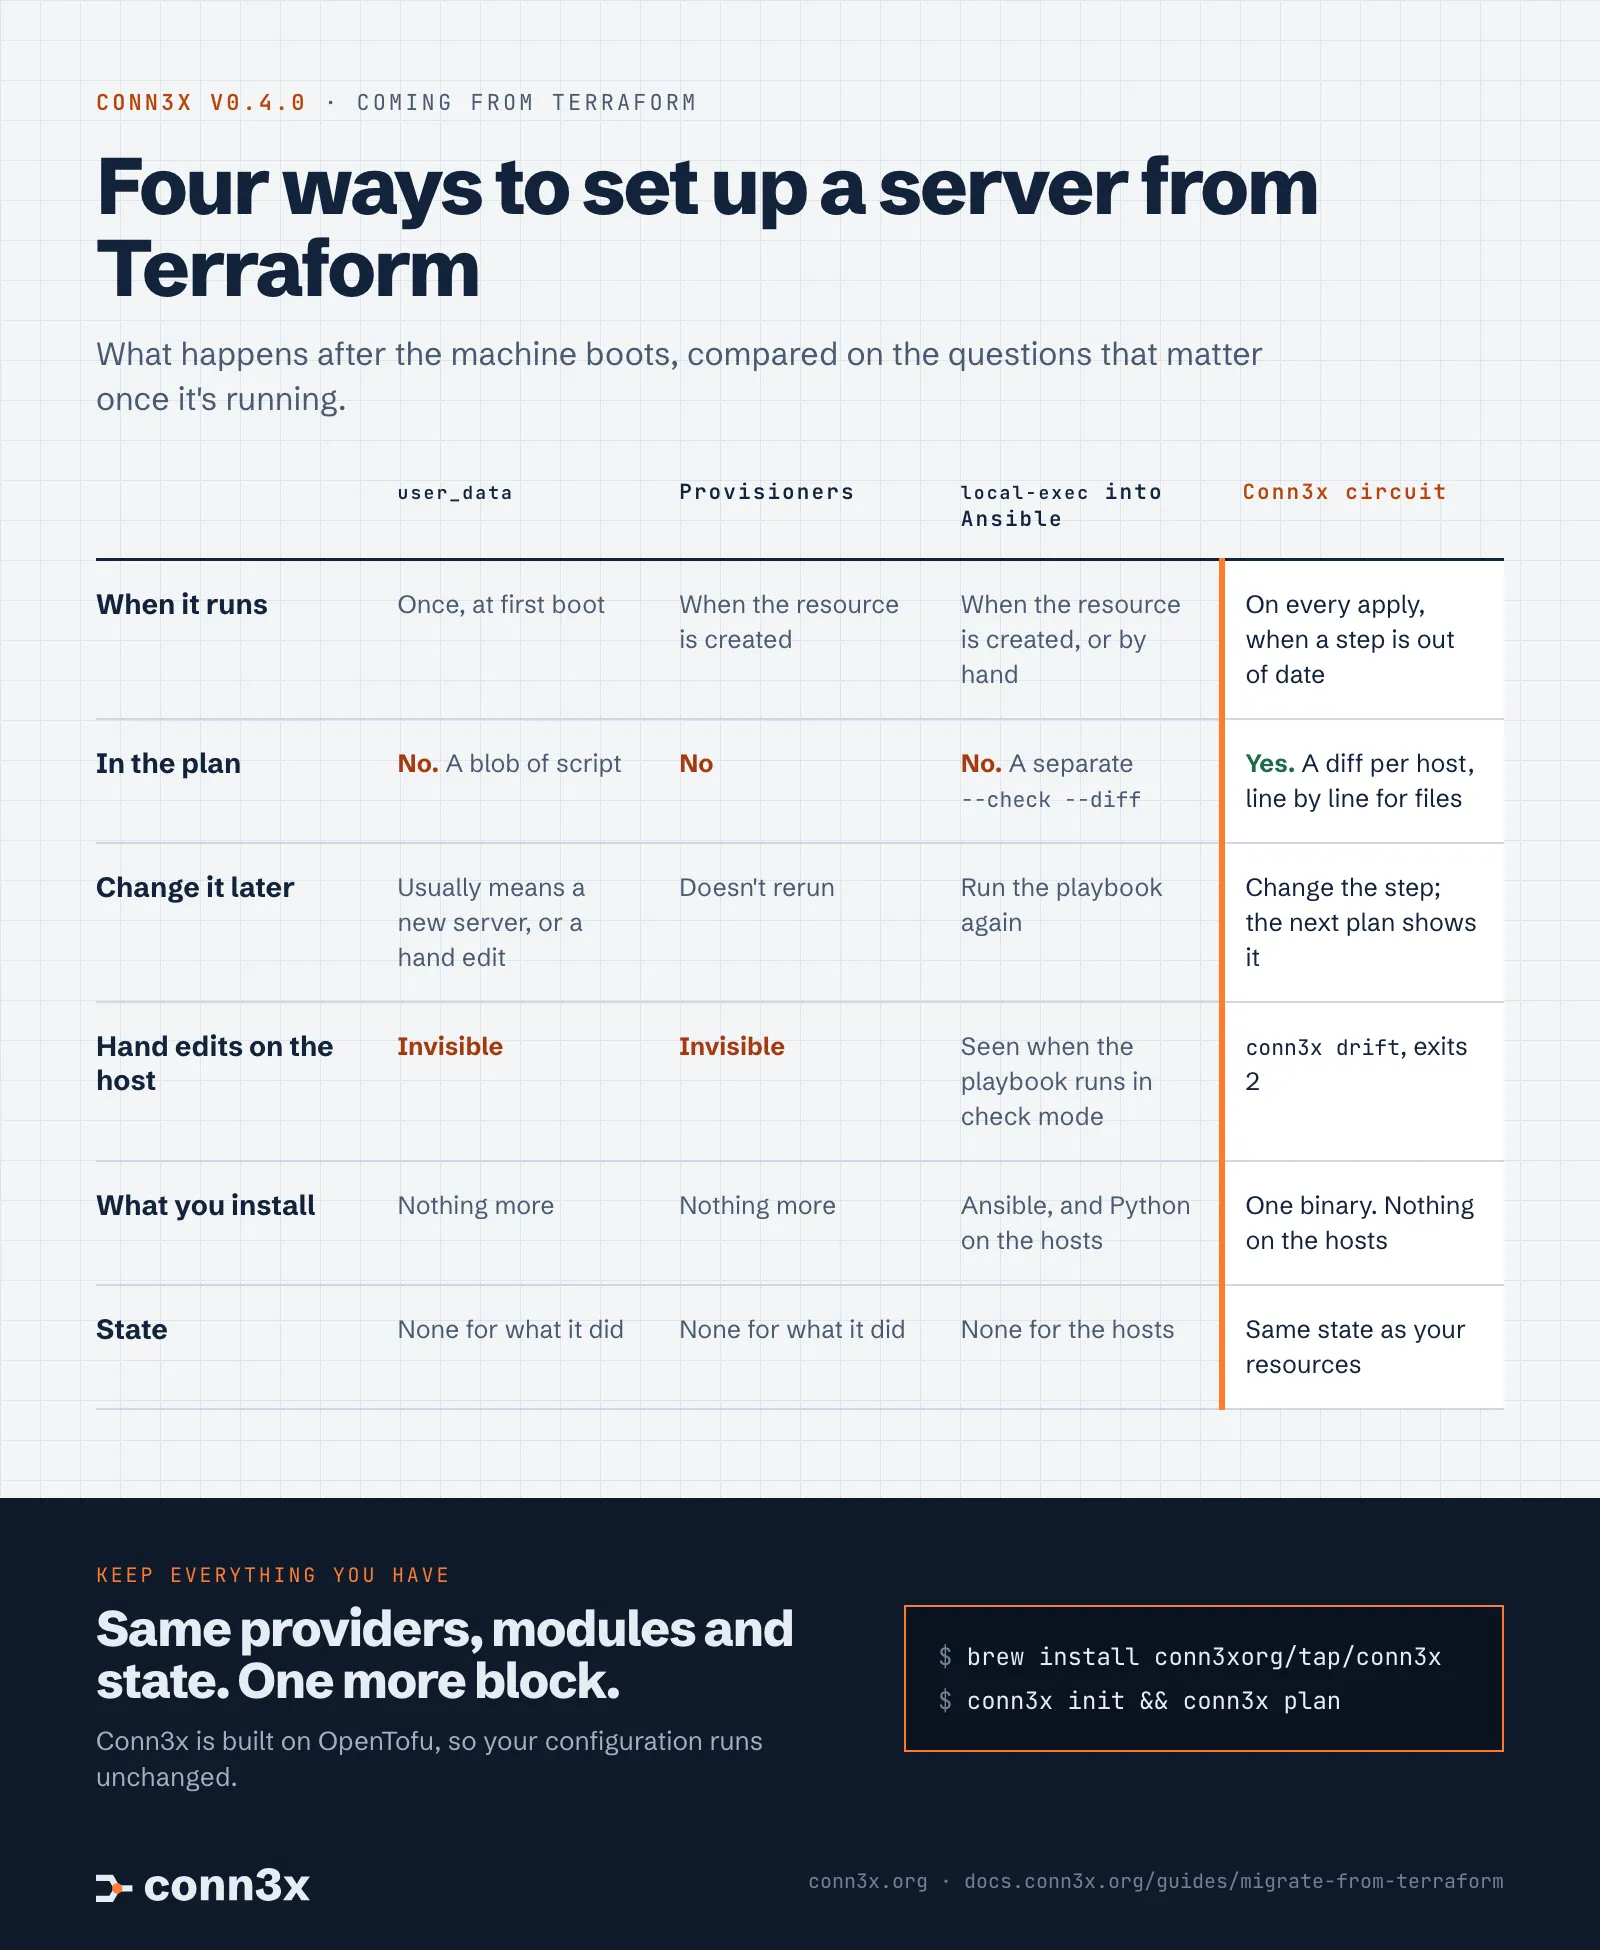 CONN3X V0.4.0 · COMING FROM TERRAFORM
Four ways to set up a server from
Terraform
What happens after the machine boots, compared on the questions that matter
once it's running.
user_data
Provisioners
local-exec into
Ansible
Conn3x circuit
When it runs
Once, at first boot
When the resource
is created
When the resource
is created, or by
hand
On every apply,
when a step is out
of date
In the plan
No. A blob of script
No
No. A separate
--check --diff
Yes. A diff per host,
line by line for files
Change it later
Usually means a
new server, or a
hand edit
Doesn't rerun
Run the playbook
again
Change the step;
the next plan shows
it
Hand edits on the
host
Invisible
Invisible
Seen when the
playbook runs in
check mode
conn3x drift, exits
2
What you install
Nothing more
Nothing more
Ansible, and Python
on the hosts
One binary. Nothing
on the hosts
State
None for what it did
None for what it did
None for the hosts
Same state as your
resources
KEEP EVERYTHING YOU HAVE
Same providers, modules and
state. One more block.
Conn3x is built on OpenTofu, so your configuration runs
unchanged.
$ brew install conn3xorg/tap/conn3x
$ conn3x init && conn3x plan
conn3x
conn3x.org · docs.conn3x.org/guides/migrate-from-terraform